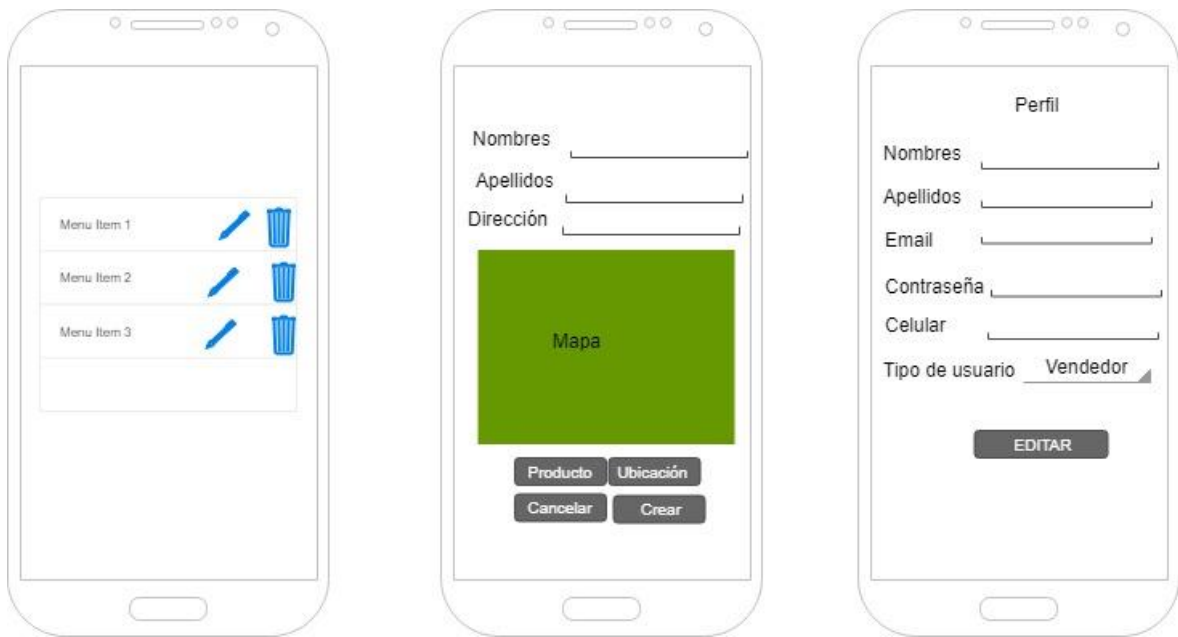 Menu Item 1
Menu Item 2
Menu Item 3
Nombres
Apellidos
Dirección
Mapa
Producto
Ubicación
Cancelar
Crear
Perfil
Nombres
Apellidos
Email
Contraseña
Celular
Tipo de usuario Vendedor
EDITAR